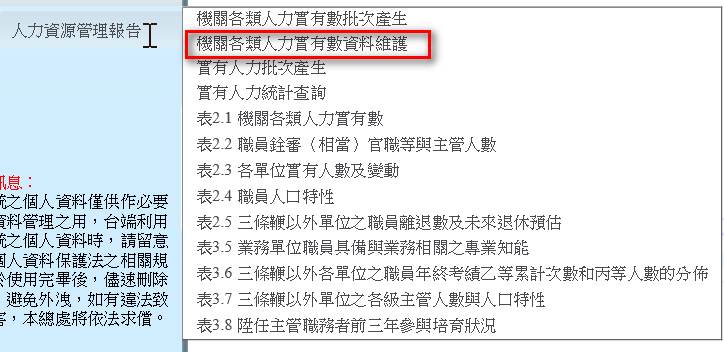 人力資源管理報告
機關各類人力實有數批次產生
機關各類人力實有數資料維護
實有人力批次產生
實有人力統計查詢
表2.1 機關各類人力實有數
表2.2 職員銓審（相當）官職等與主管人數
表2.3 各單位實有人數及變動
表2.4 職員人口特性
表2.5 三條鞭以外單位之職員離退數及未來退休預估
表3.5 業務單位職員具備與業務相關之專業知能
表3.6 三條鞭以外各單位之職員年終考績乙等累計次數和丙等人數的分佈
表3.7 三條鞭以外單位之各級主管人數與人口特性
表3.8 陞任主管職務者前三年參與培育狀況
訊息：
統之個人資料僅供作必要
資料管理之用，台端利用
統之個人資料時，請留意
個人資料保護法之相關規
於使用完畢後，儘速刪除
，避免外洩，如有違法致
害，本總處將依法求償。